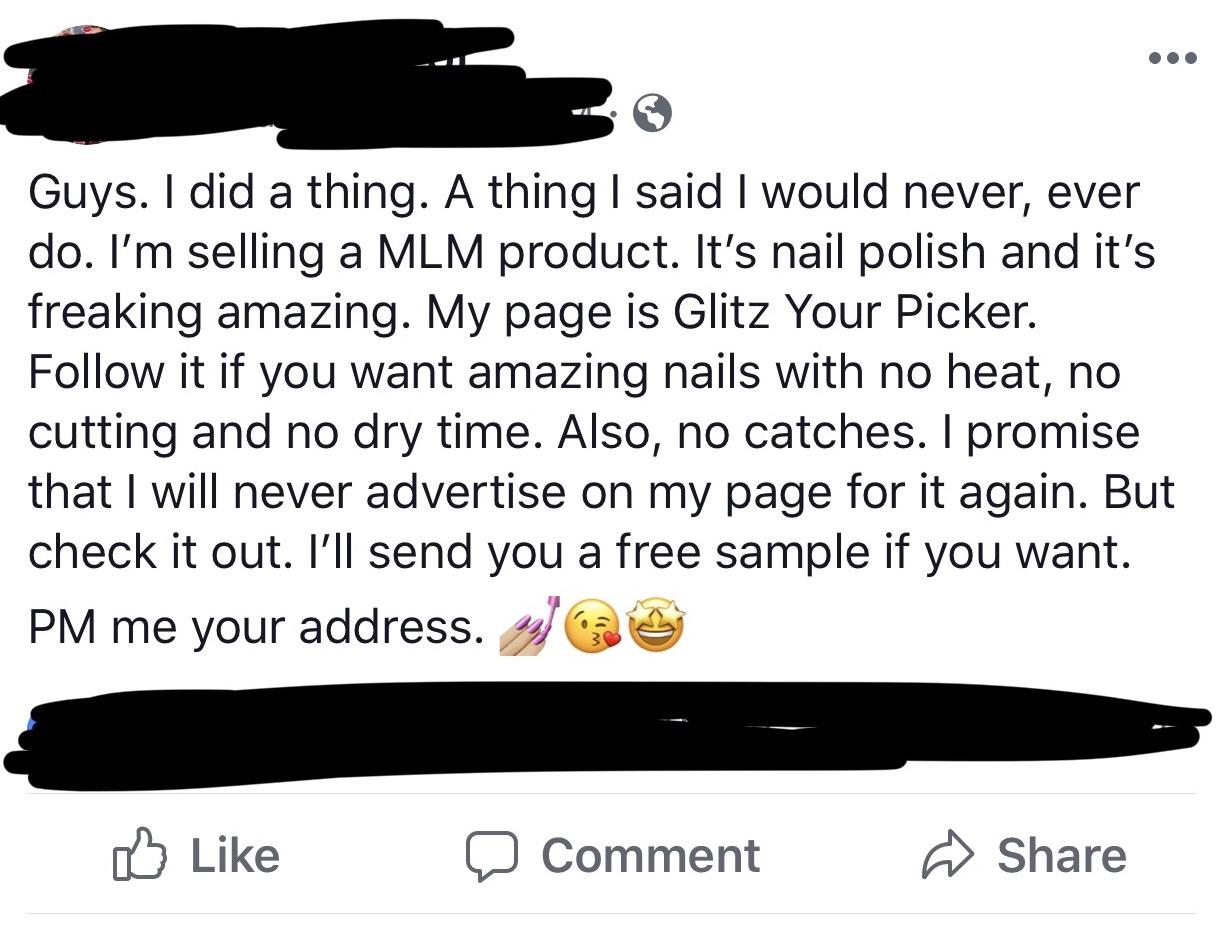 Guys. I did a thing. A thing I said I would never, ever
do. I’m selling a MLM product. It’s nail polish and it’s
freaking amazing. My page is Glitz Your Picker.
Follow it if you want amazing nails with no heat, no
cutting and no dry time. Also, no catches. I promise
that I will never advertise on my page for it again. But
check it out. I’ll send you a free sample if you want.
PM me your address. 💅🏼😘🤩
Like Comment Share